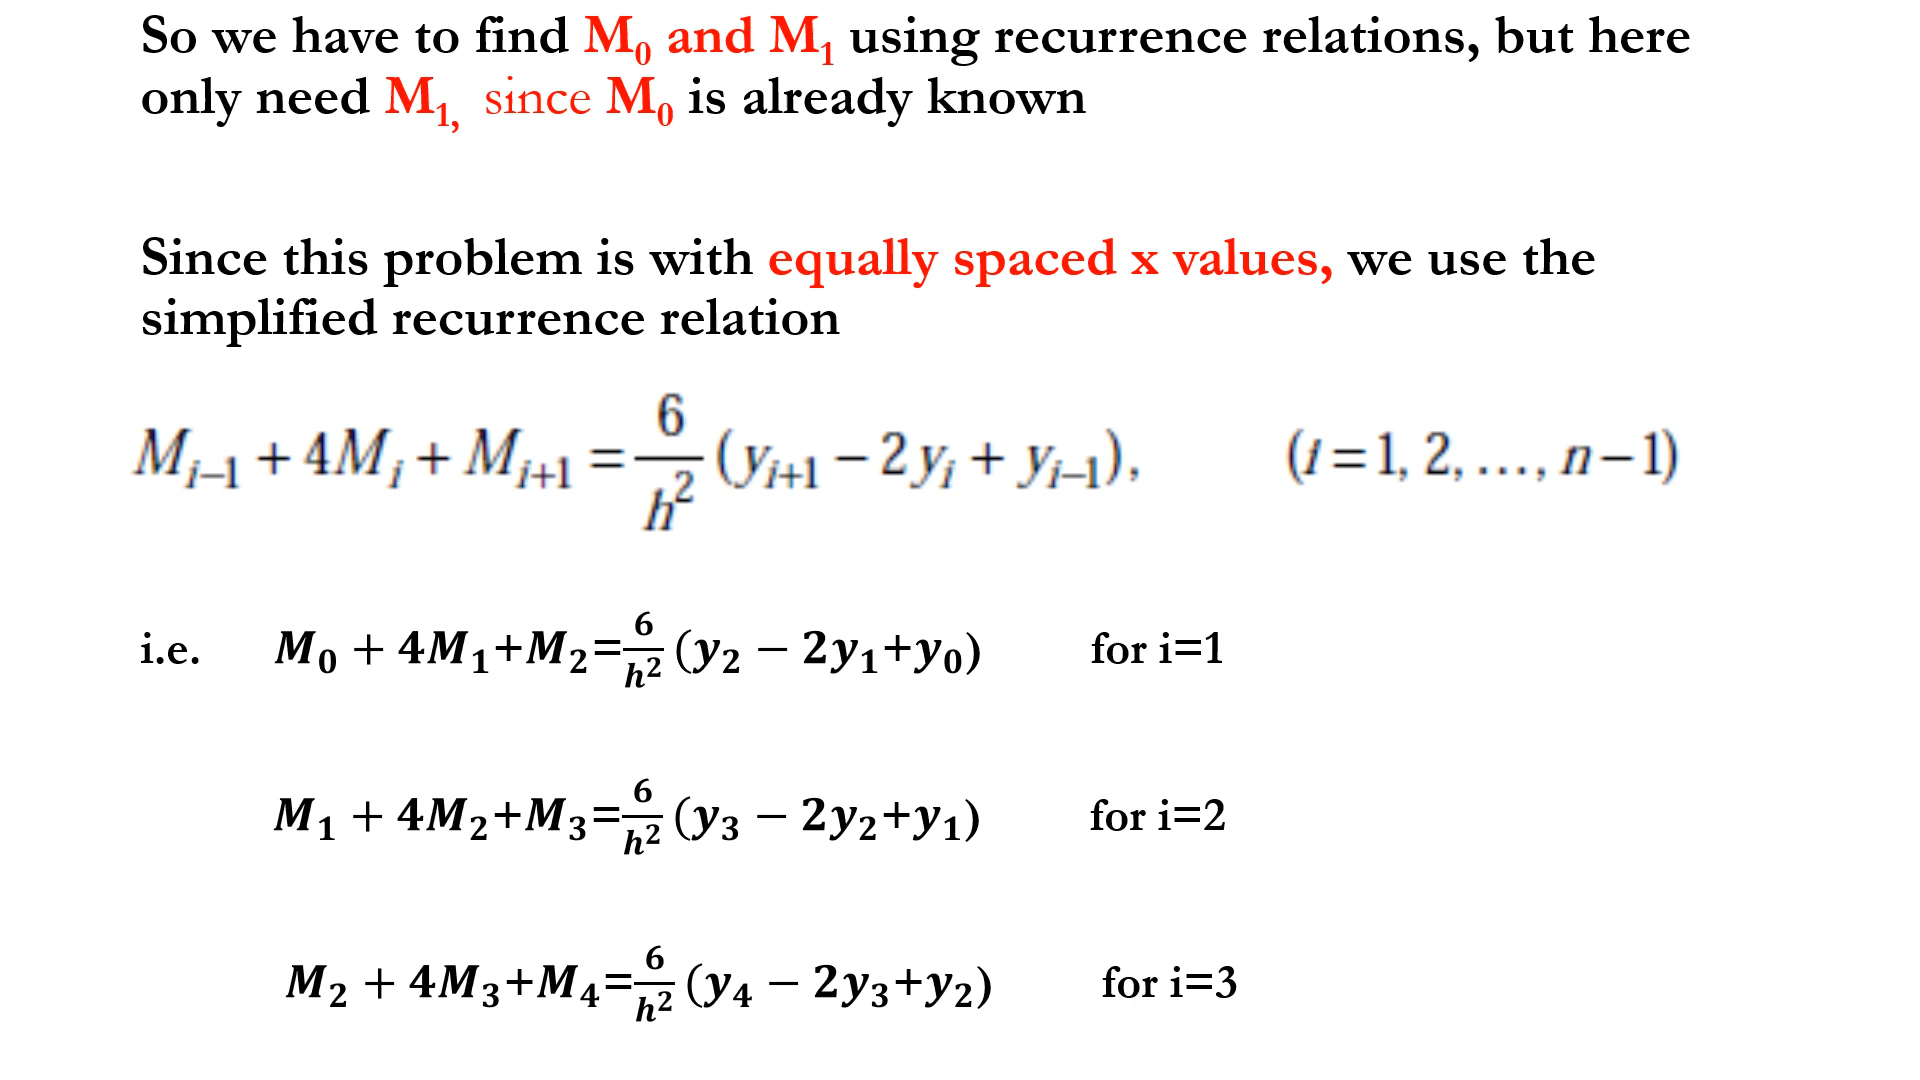 So we have to find M₀ and M₁ using recurrence relations, but here
only need M₁, since M₀ is already known
Since this problem is with equally spaced x values, we use the
simplified recurrence relation
Mᵢ₋₁ + 4Mᵢ + Mᵢ₊₁ = 6/h² (yᵢ₊₁ − 2yᵢ + yᵢ₋₁), (i = 1, 2, ..., n − 1)
i.e. M₀ + 4M₁+M₂=6/h² (y₂ − 2y₁+y₀) for i=1
M₁ + 4M₂+M₃=6/h² (y₃ − 2y₂+y₁) for i=2
M₂ + 4M₃+M₄=6/h² (y₄ − 2y₃+y₂) for i=3